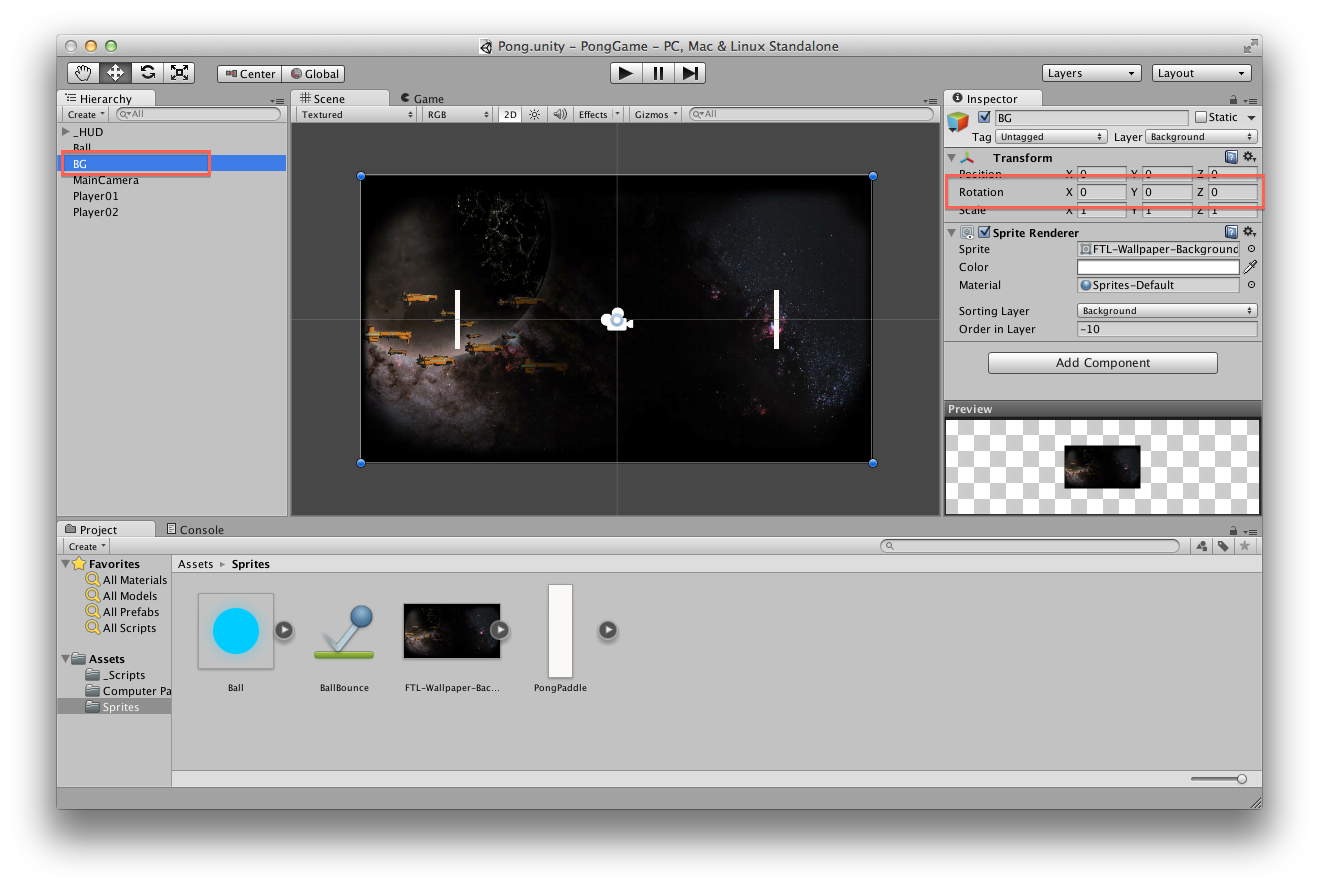 Pong.unity – PongGame – PC, Mac & Linux Standalone
Center Global Layers Layout
Hierarchy
Create All
_HUD
Ball
BG
MainCamera
Player01
Player02
Scene Game
Textured RGB 2D Effects Gizmos All
Inspector
BG Static
Tag Untagged Layer Background
Transform
Position X 0 Y 0 Z 0
Rotation X 0 Y 0 Z 0
Scale X 1 Y 1 Z 1
Sprite Renderer
Sprite FTL-Wallpaper-Background
Color
Material Sprites-Default
Sorting Layer Background
Order in Layer -10
Add Component
Preview
Project Console
Create
Favorites
All Materials
All Models
All Prefabs
All Scripts
Assets
_Scripts
Computer Pa
Sprites
Assets Sprites
Ball BallBounce FTL-Wallpaper-Bac... PongPaddle